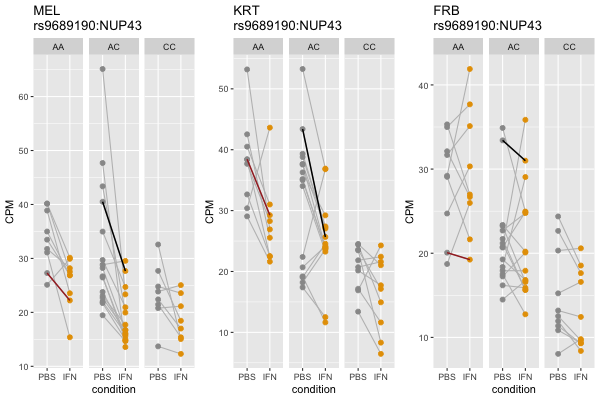 MEL
rs9689190:NUP43
AA
AC
CC
CPM
60
50
40
30
20
10
PBS IFN
PBS IFN
PBS IFN
condition
KRT
rs9689190:NUP43
AA
AC
CC
CPM
50
40
30
20
10
PBS IFN
PBS IFN
PBS IFN
condition
FRB
rs9689190:NUP43
AA
AC
CC
CPM
40
30
20
10
PBS IFN
PBS IFN
PBS IFN
condition